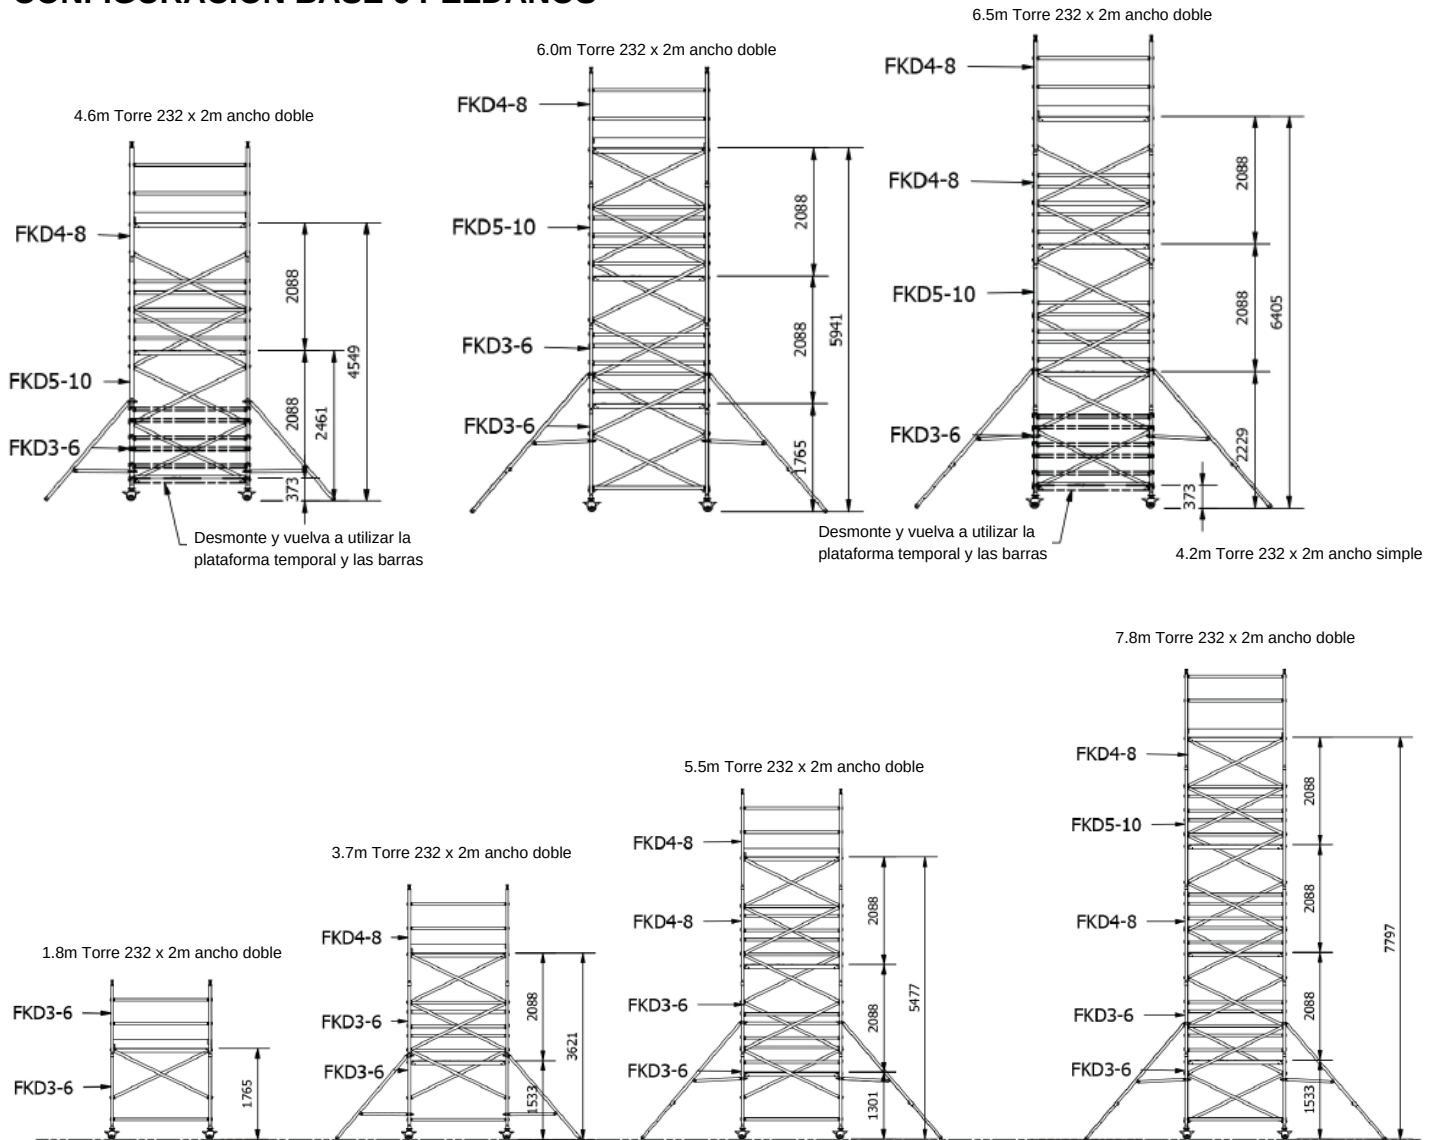 6.5m Torre 232 x 2m ancho doble
6.0m Torre 232 x 2m ancho doble
4.6m Torre 232 x 2m ancho doble
FKD4-8
FKD5-10
FKD3-6
2088
2088
373
2461
4549
Desmonte y vuelva a utilizar la
plataforma temporal y las barras
FKD4-8
FKD5-10
FKD3-6
FKD3-6
2088
2088
1765
5941
FKD4-8
FKD4-8
FKD5-10
FKD3-6
2088
2088
2229
373
6405
Desmonte y vuelva a utilizar la
plataforma temporal y las barras
4.2m Torre 232 x 2m ancho simple
1.8m Torre 232 x 2m ancho doble
FKD3-6
FKD3-6
1765
3.7m Torre 232 x 2m ancho doble
FKD4-8
FKD3-6
FKD3-6
2088
1533
3621
5.5m Torre 232 x 2m ancho doble
FKD4-8
FKD4-8
FKD3-6
FKD3-6
2088
2088
1301
5477
7.8m Torre 232 x 2m ancho doble
FKD4-8
FKD5-10
FKD4-8
FKD3-6
FKD3-6
2088
2088
2088
1533
7797